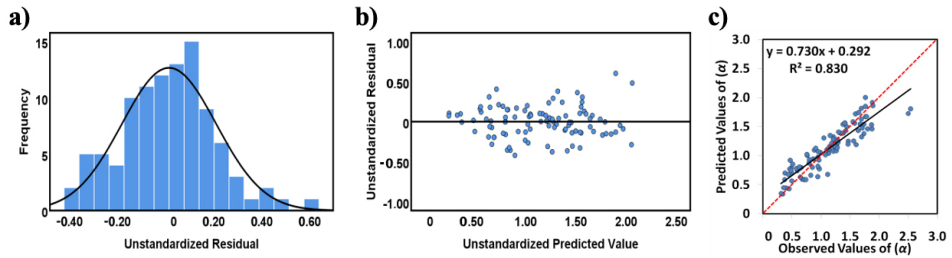 a)
Frequency
15
10
5
0
-0.40 -0.20 0 0.20 0.40 0.60
Unstandardized Residual
b)
Unstandardized Residual
1.00
0.50
0
-0.50
-1.00
0 0.50 1.00 1.50 2.00 2.50
Unstandardized Predicted Value
c)
Predicted Values of (α)
3.0
2.5
2.0
1.5
1.0
0.5
0
y = 0.730x + 0.292
R² = 0.830
0 0.5 1.0 1.5 2.0 2.5 3.0
Observed Values of (α)